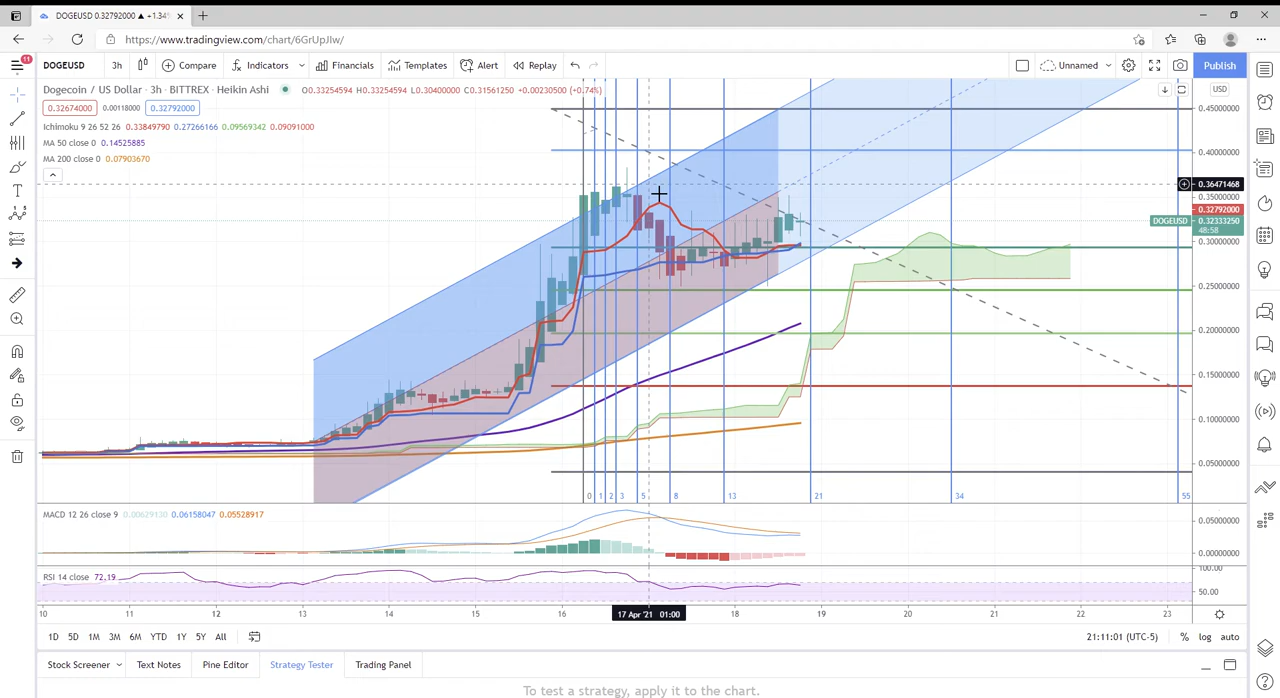 DOGEUSD 0.32792000 ▲ +1.34%
https://www.tradingview.com/chart/6GrUpJIw/
11
DOGEUSD 3h Compare Indicators Financials Templates Alert Replay Unnamed Publish
Dogecoin / US Dollar · 3h · BITTREX · Heikin Ashi O0.33254594 H0.33254594 L0.30400000 C0.31561250 +0.00230500 (+0.74%)
USD
0.32674000 0.00118000 0.32792000
Ichimoku 9 26 52 26 0.33849790 0.27266166 0.09569342 0.09091000
MA 50 close 0 0.14525885
MA 200 close 0 0.07903670
0.45000000
0.40000000
0.36471468
0.35000000
0.32792000
DOGEUSD 0.32333250
48:58
0.30000000
0.25000000
0.20000000
0.15000000
0.10000000
0.05000000
0 1 2 3 5 8 13 21 34 55
MACD 12 26 close 9 0.00629130 0.06158047 0.05528917
0.05000000
0.00000000
RSI 14 close 72.19
100.00
50.00
10 11 12 13 14 15 16 17 Apr '21 01:00 18 19 20 21 22 23
1D 5D 1M 3M 6M YTD 1Y 5Y All 21:11:01 (UTC-5) % log auto
Stock Screener Text Notes Pine Editor Strategy Tester Trading Panel
To test a strategy, apply it to the chart.